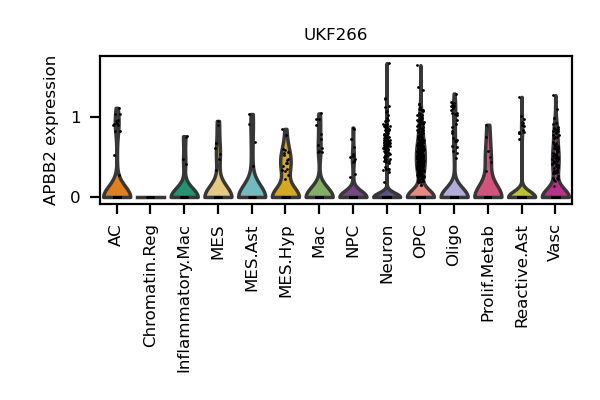 UKF266
APBB2 expression
1
0
AC
Chromatin.Reg
Inflammatory.Mac
MES
MES.Ast
MES.Hyp
Mac
NPC
Neuron
OPC
Oligo
Prolif.Metab
Reactive.Ast
Vasc